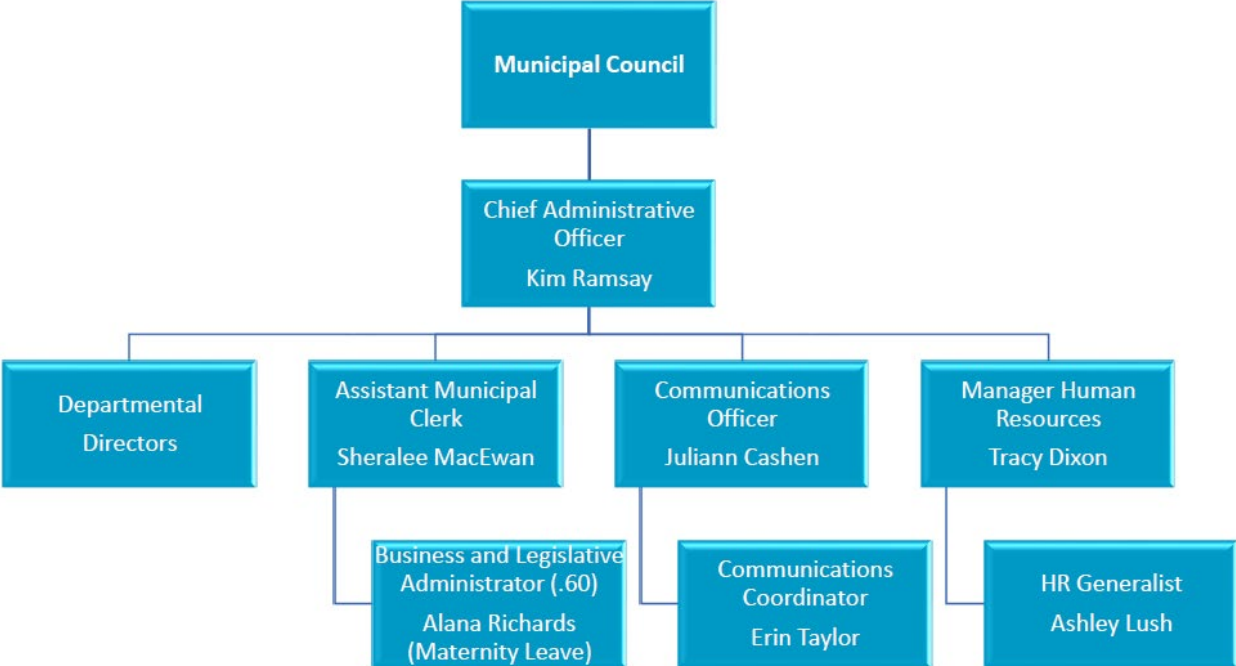 Municipal Council
Chief Administrative
Officer
Kim Ramsay
Departmental
Directors
Assistant Municipal
Clerk
Sheralee MacEwan
Communications
Officer
Juliann Cashen
Manager Human
Resources
Tracy Dixon
Business and Legislative
Administrator (.60)
Alana Richards
(Maternity Leave)
Communications
Coordinator
Erin Taylor
HR Generalist
Ashley Lush